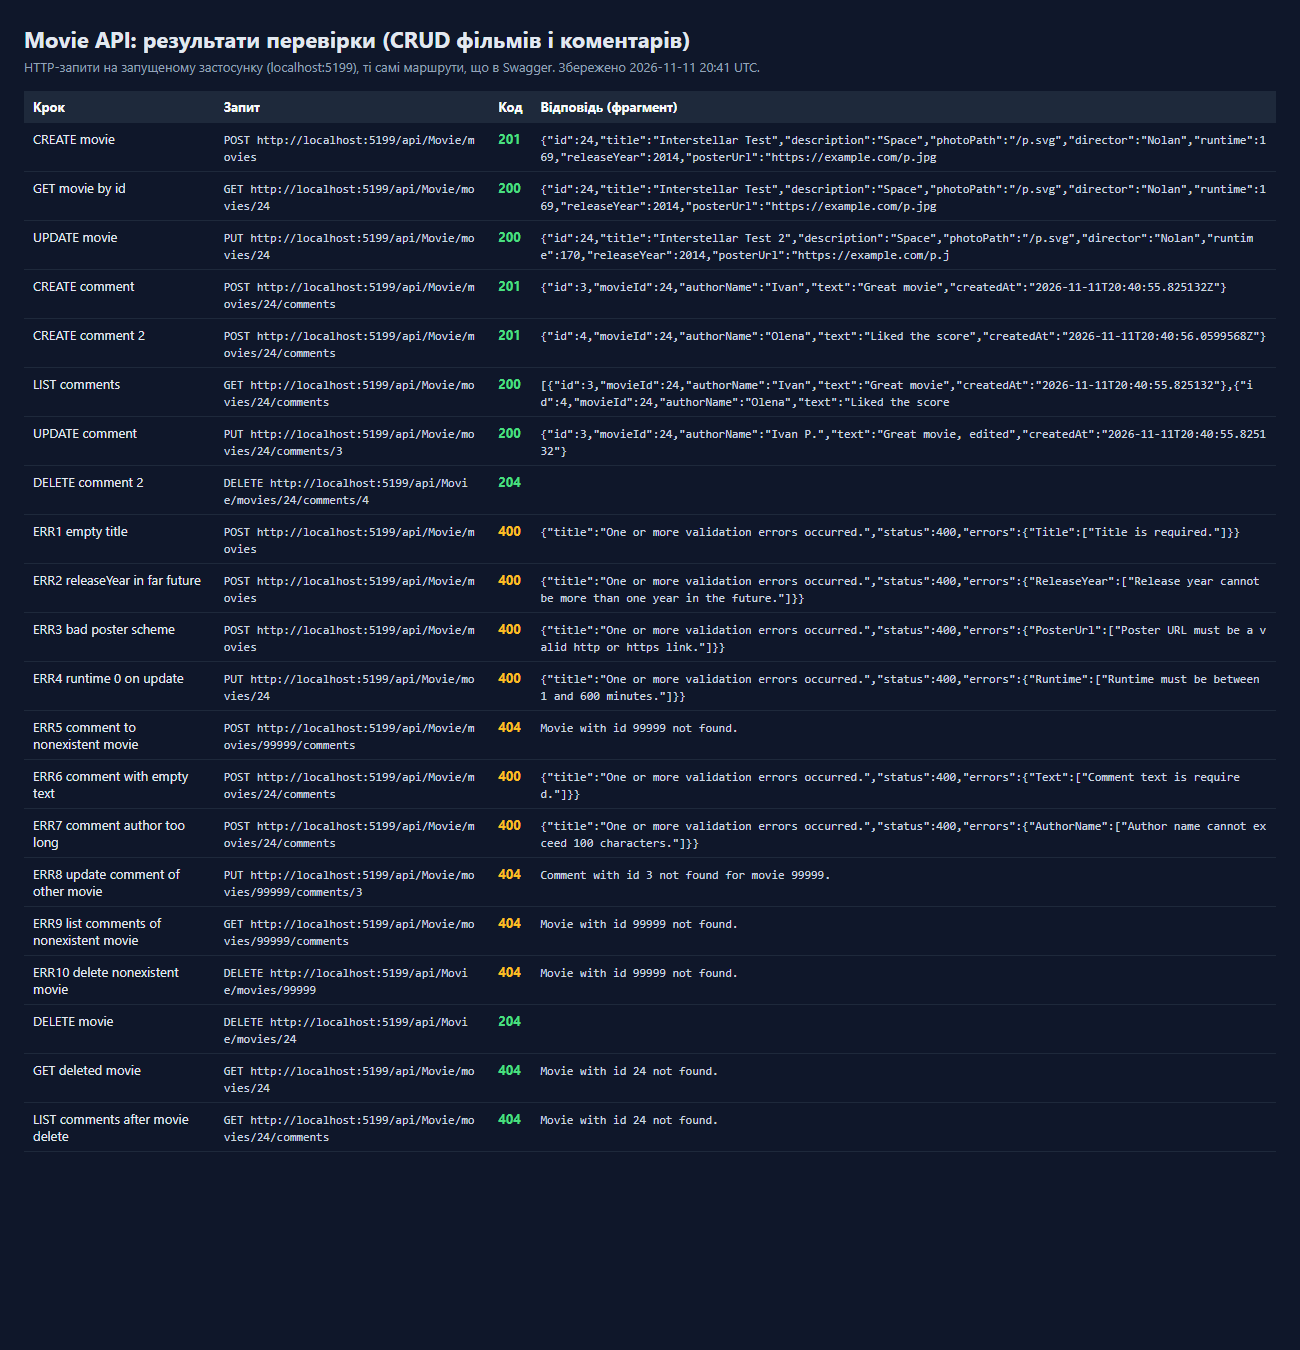 Movie API: результати перевірки (CRUD фільмів і коментарів)
HTTP-запити на запущеному застосунку (localhost:5199), ті самі маршрути, що в Swagger. Збережено 2026-11-11 20:41 UTC.
Крок Запит Код Відповідь (фрагмент)
CREATE movie POST http://localhost:5199/api/Movie/m 201 {"id":24,"title":"Interstellar Test","description":"Space","photoPath":"/p.svg","director":"Nolan","runtime":1
ovies 69,"releaseYear":2014,"posterUrl":"https://example.com/p.jpg
GET movie by id GET http://localhost:5199/api/Movie/mo 200 {"id":24,"title":"Interstellar Test","description":"Space","photoPath":"/p.svg","director":"Nolan","runtime":1
vies/24 69,"releaseYear":2014,"posterUrl":"https://example.com/p.jpg
UPDATE movie PUT http://localhost:5199/api/Movie/mo 200 {"id":24,"title":"Interstellar Test 2","description":"Space","photoPath":"/p.svg","director":"Nolan","runtim
vies/24 e":170,"releaseYear":2014,"posterUrl":"https://example.com/p.j
CREATE comment POST http://localhost:5199/api/Movie/m 201 {"id":3,"movieId":24,"authorName":"Ivan","text":"Great movie","createdAt":"2026-11-11T20:40:55.825132Z"}
ovies/24/comments
CREATE comment 2 POST http://localhost:5199/api/Movie/m 201 {"id":4,"movieId":24,"authorName":"Olena","text":"Liked the score","createdAt":"2026-11-11T20:40:56.0599568Z"}
ovies/24/comments
LIST comments GET http://localhost:5199/api/Movie/mo 200 [{"id":3,"movieId":24,"authorName":"Ivan","text":"Great movie","createdAt":"2026-11-11T20:40:55.825132"},{"i
vies/24/comments d":4,"movieId":24,"authorName":"Olena","text":"Liked the score
UPDATE comment PUT http://localhost:5199/api/Movie/mo 200 {"id":3,"movieId":24,"authorName":"Ivan P.","text":"Great movie, edited","createdAt":"2026-11-11T20:40:55.8251
vies/24/comments/3 32"}
DELETE comment 2 DELETE http://localhost:5199/api/Movi 204
e/movies/24/comments/4
ERR1 empty title POST http://localhost:5199/api/Movie/m 400 {"title":"One or more validation errors occurred.","status":400,"errors":{"Title":["Title is required."]}}
ovies
ERR2 releaseYear in far future POST http://localhost:5199/api/Movie/m 400 {"title":"One or more validation errors occurred.","status":400,"errors":{"ReleaseYear":["Release year cannot
ovies be more than one year in the future."]}}
ERR3 bad poster scheme POST http://localhost:5199/api/Movie/m 400 {"title":"One or more validation errors occurred.","status":400,"errors":{"PosterUrl":["Poster URL must be a v
ovies alid http or https link."]}}
ERR4 runtime 0 on update PUT http://localhost:5199/api/Movie/mo 400 {"title":"One or more validation errors occurred.","status":400,"errors":{"Runtime":["Runtime must be between
vies/24 1 and 600 minutes."]}}
ERR5 comment to POST http://localhost:5199/api/Movie/m 404 Movie with id 99999 not found.
nonexistent movie ovies/99999/comments
ERR6 comment with empty POST http://localhost:5199/api/Movie/m 400 {"title":"One or more validation errors occurred.","status":400,"errors":{"Text":["Comment text is require
text ovies/24/comments d."]}}
ERR7 comment author too POST http://localhost:5199/api/Movie/m 400 {"title":"One or more validation errors occurred.","status":400,"errors":{"AuthorName":["Author name cannot ex
long ovies/24/comments ceed 100 characters."]}}
ERR8 update comment of PUT http://localhost:5199/api/Movie/mo 404 Comment with id 3 not found for movie 99999.
other movie vies/99999/comments/3
ERR9 list comments of GET http://localhost:5199/api/Movie/mo 404 Movie with id 99999 not found.
nonexistent movie vies/99999/comments
ERR10 delete nonexistent DELETE http://localhost:5199/api/Movi 404 Movie with id 99999 not found.
movie e/movies/99999
DELETE movie DELETE http://localhost:5199/api/Movi 204
e/movies/24
GET deleted movie GET http://localhost:5199/api/Movie/mo 404 Movie with id 24 not found.
vies/24
LIST comments after movie GET http://localhost:5199/api/Movie/mo 404 Movie with id 24 not found.
delete vies/24/comments